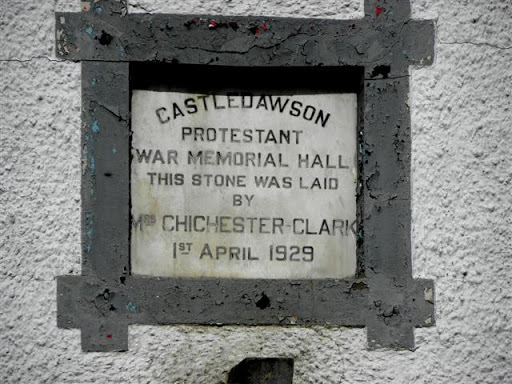 CASTLEDAWSON
PROTESTANT
WAR MEMORIAL HALL
THIS STONE WAS LAID
BY
MRS CHICHESTER-CLARK
1ST APRIL 1929